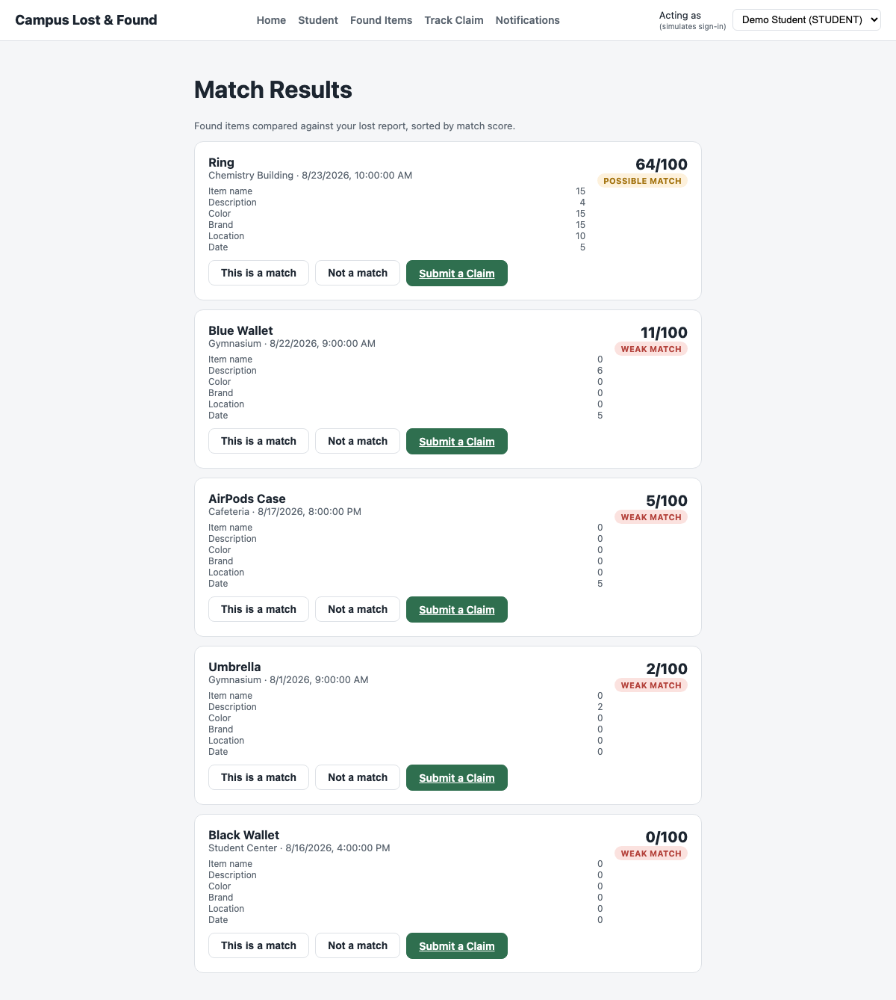 Campus Lost & Found
Home Student Found Items Track Claim Notifications
Acting as
(simulates sign-in)
Demo Student (STUDENT)
Match Results
Found items compared against your lost report, sorted by match score.
Ring
64/100
Chemistry Building · 8/23/2026, 10:00:00 AM
POSSIBLE MATCH
Item name 15
Description 4
Color 15
Brand 15
Location 10
Date 5
This is a match Not a match Submit a Claim
Blue Wallet
11/100
Gymnasium · 8/22/2026, 9:00:00 AM
WEAK MATCH
Item name 0
Description 6
Color 0
Brand 0
Location 0
Date 5
This is a match Not a match Submit a Claim
AirPods Case
5/100
Cafeteria · 8/17/2026, 8:00:00 PM
WEAK MATCH
Item name 0
Description 0
Color 0
Brand 0
Location 0
Date 5
This is a match Not a match Submit a Claim
Umbrella
2/100
Gymnasium · 8/1/2026, 9:00:00 AM
WEAK MATCH
Item name 0
Description 2
Color 0
Brand 0
Location 0
Date 0
This is a match Not a match Submit a Claim
Black Wallet
0/100
Student Center · 8/16/2026, 4:00:00 PM
WEAK MATCH
Item name 0
Description 0
Color 0
Brand 0
Location 0
Date 0
This is a match Not a match Submit a Claim